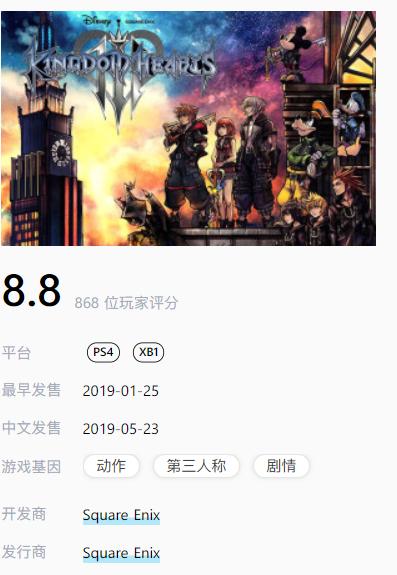 Disney SQUARE ENIX
KINGDOM HEARTS
III
8.8 868 位玩家评分
平台 PS4 XB1
最早发售 2019-01-25
中文发售 2019-05-23
游戏基因 动作 第三人称 剧情
开发商 Square Enix
发行商 Square Enix